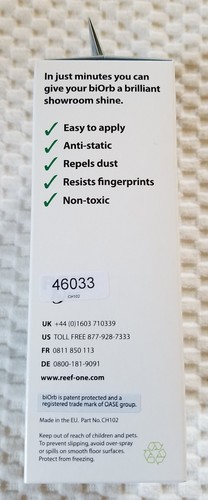 In just minutes you can
give your biOrb a brilliant
showroom shine.
Easy to apply
Anti-static
Repels dust
Resists fingerprints
Non-toxic
46033
UK +44 (0)1603 710339
US TOLL FREE 877-928-7333
FR 0811 850 113
DE 0800-181-9091
www.reef-one.com
biOrb is patent protected and a
registered trade mark of OASE group.
Made in the EU. Part No.CH102
Keep out of reach of children and pets.
To prevent slipping, avoid over-spray
or spills on smooth floor surfaces.
Protect from freezing.